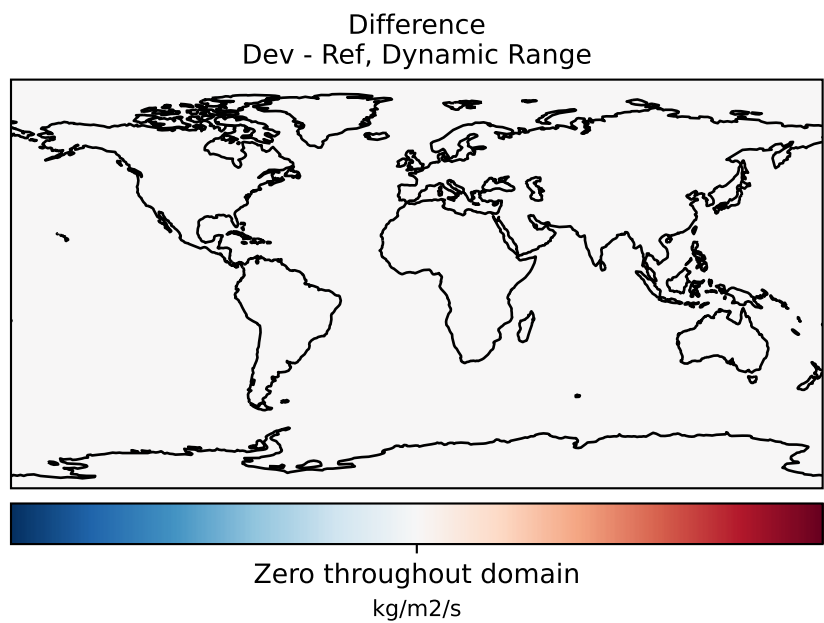 Difference
Dev - Ref, Dynamic Range
Zero throughout domain
kg/m2/s